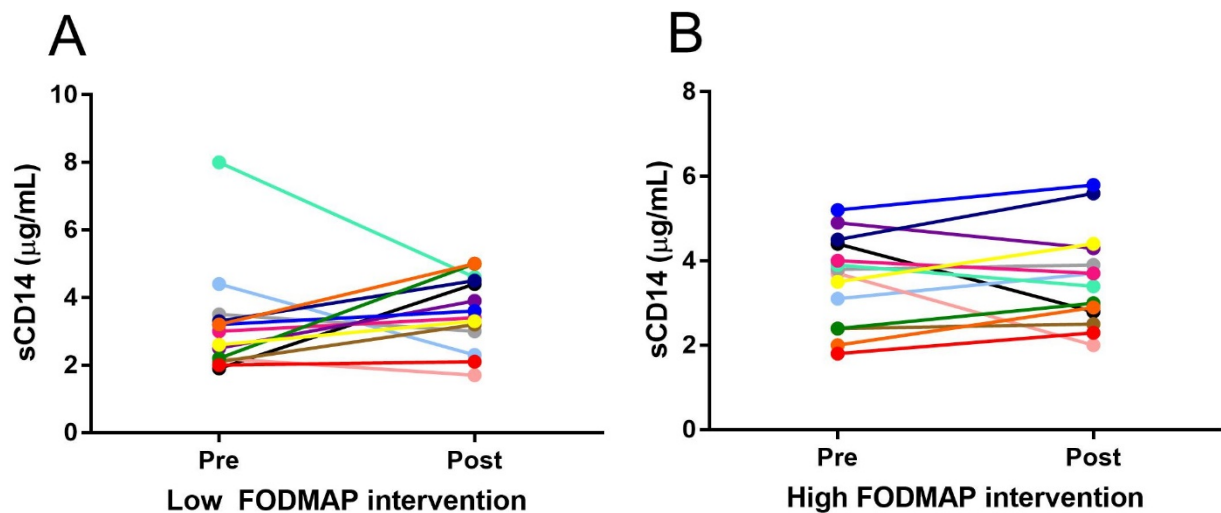 A
sCD14 (μg/mL)
10
8
6
4
2
0
Pre Post
Low FODMAP intervention
B
sCD14 (μg/mL)
8
6
4
2
0
Pre Post
High FODMAP intervention